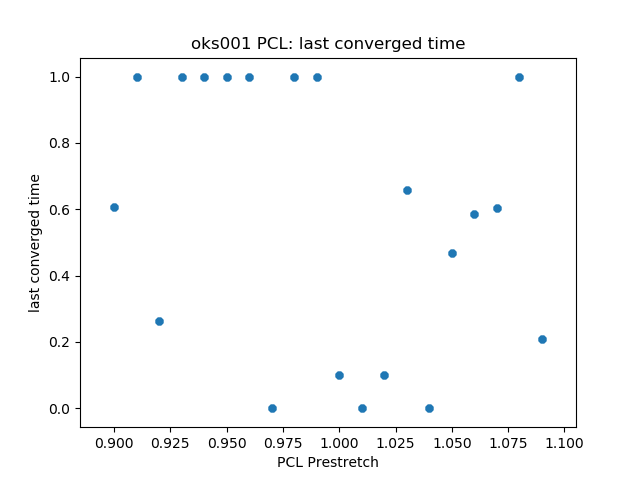 oks001 PCL: last converged time
last converged time
1.0
0.8
0.6
0.4
0.2
0.0
0.900 0.925 0.950 0.975 1.000 1.025 1.050 1.075 1.100
PCL Prestretch